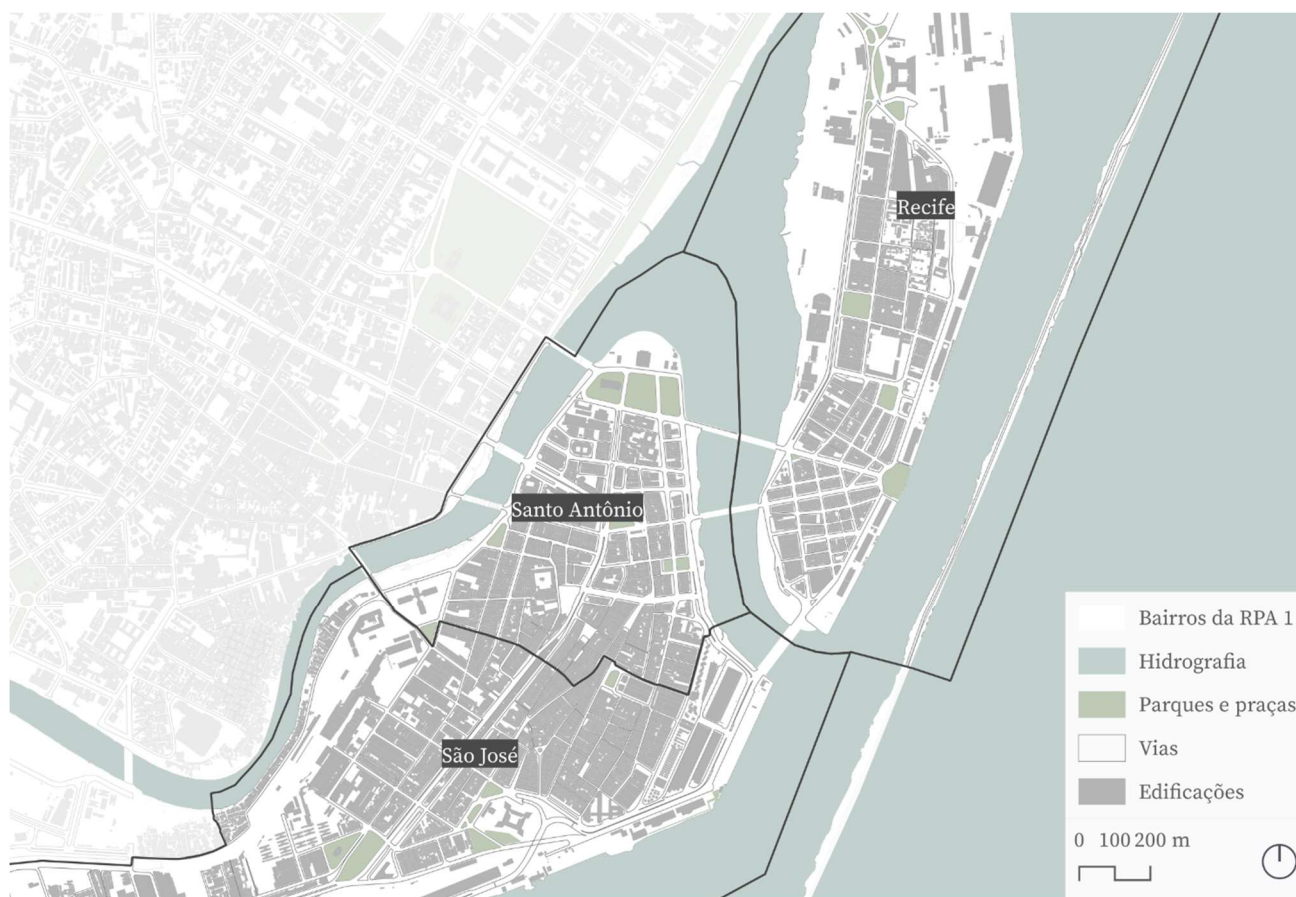 Recife
Santo Antônio
São José
Bairros da RPA 1
Hidrografia
Parques e praças
Vias
Edificações
0 100 200 m